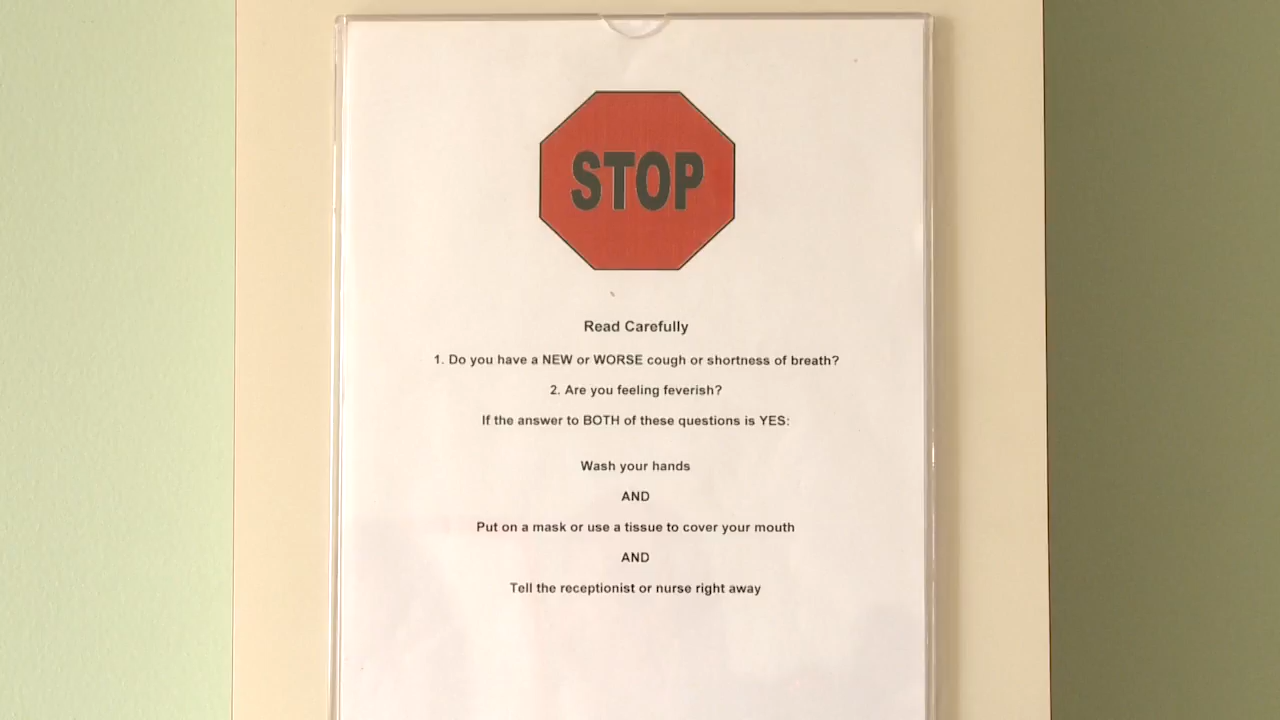 STOP
Read Carefully
1. Do you have a NEW or WORSE cough or shortness of breath?
2. Are you feeling feverish?
If the answer to BOTH of these questions is YES:
Wash your hands
AND
Put on a mask or use a tissue to cover your mouth
AND
Tell the receptionist or nurse right away